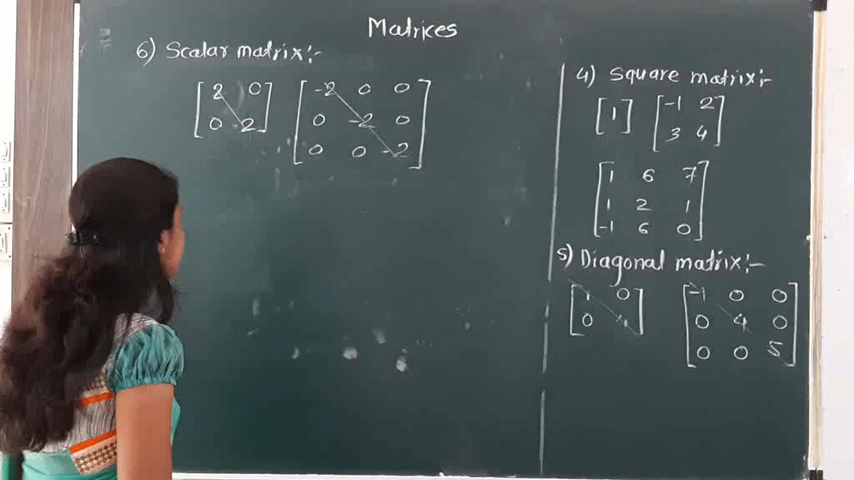 Matrices
6) Scalar matrix:-
[2 0] [-2 0 0]
[0 2] [0 -2 0]
[0 0 -2]
4) Square matrix:-
[1] [-1 2]
[3 4]
[1 6 7]
[1 2 1]
[-1 6 0]
5) Diagonal matrix:-
[1 0] [-1 0 0]
[0 4] [0 4 0]
[0 0 5]